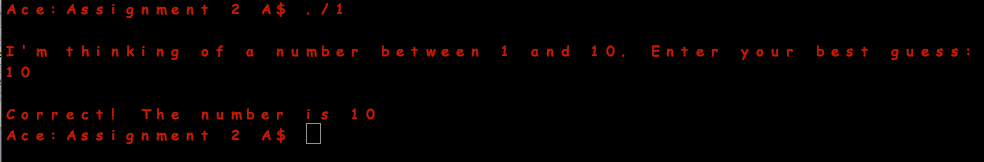 Ace:Assignment 2 A$ ./1
I'm thinking of a number between 1 and 10. Enter your best guess:
10
Correct! The number is 10
Ace:Assignment 2 A$